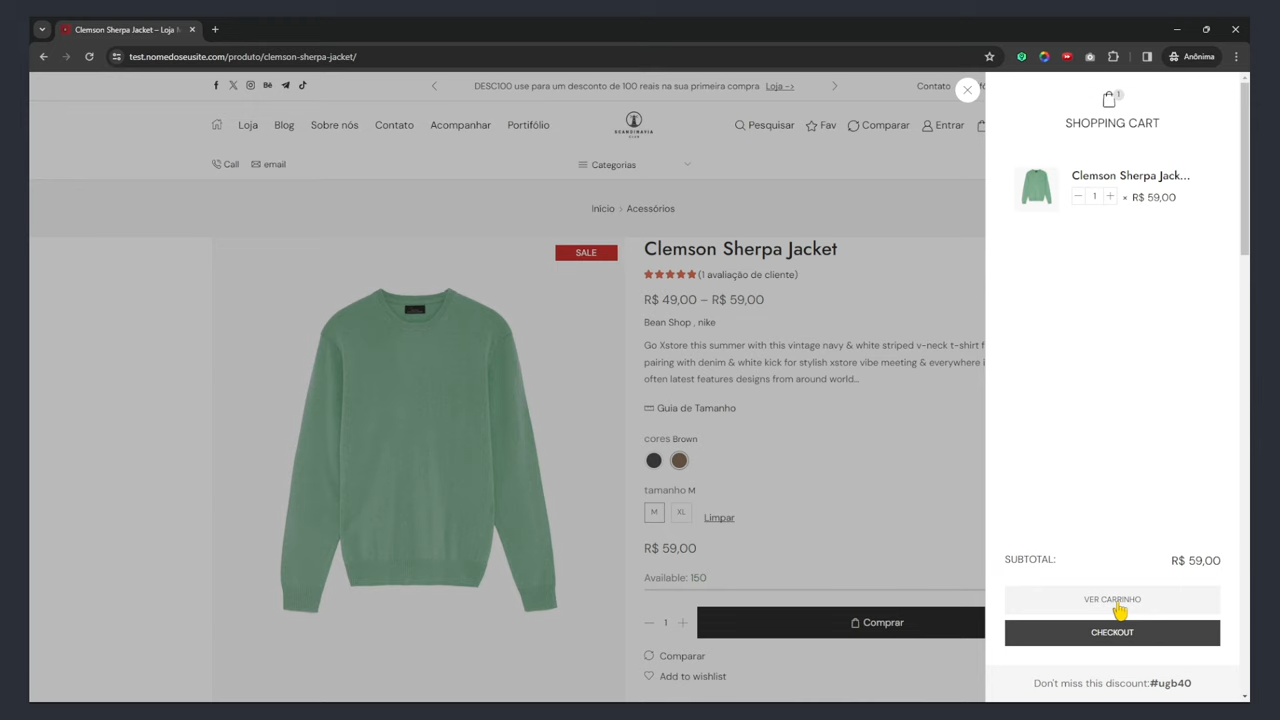 Clemson Sherpa Jacket – Loja
test.nomedoseusite.com/produto/clemson-sherpa-jacket/
Anônima
DESC100 use para um desconto de 100 reais na sua primeira compra Loja ->
Contato
Loja Blog Sobre nós Contato Acompanhar Portifólio
SCANDINAVIA
CLUB
Pesquisar Fav Comparar Entrar
Call email
Categorias
Início > Acessórios
SALE
Clemson Sherpa Jacket
(1 avaliação de cliente)
R$ 49,00 – R$ 59,00
Bean Shop , nike
Go Xstore this summer with this vintage navy & white striped v-neck t-shirt
pairing with denim & white kick for stylish xstore vibe meeting & everywhere
often latest features designs from around world...
Guia de Tamanho
cores Brown
tamanho M
M XL Limpar
R$ 59,00
Available: 150
− 1 + Comprar
Comparar
Add to wishlist
1
SHOPPING CART
Clemson Sherpa Jack...
− 1 + × R$ 59,00
SUBTOTAL: R$ 59,00
VER CARRINHO
CHECKOUT
Don't miss this discount:#ugb40